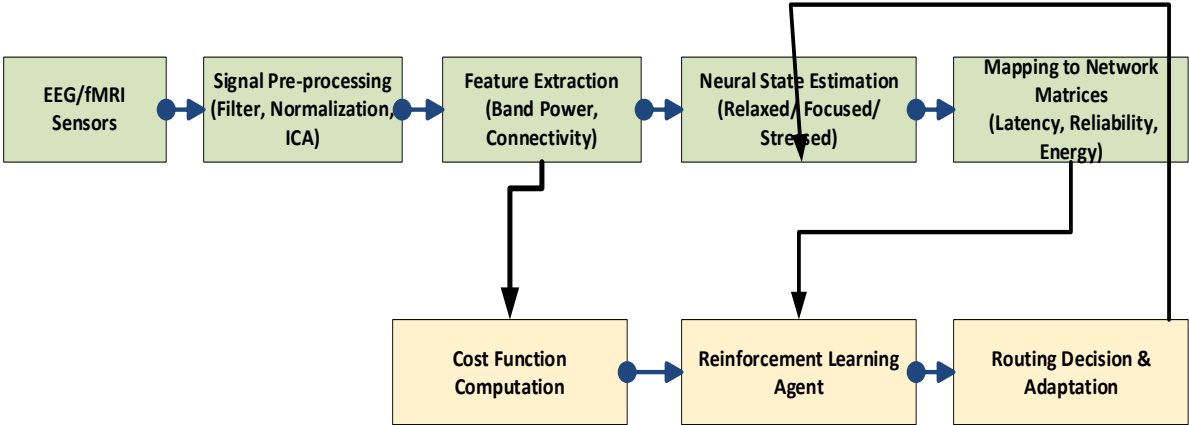 EEG/fMRI
Sensors
Signal Pre-processing
(Filter, Normalization,
ICA)
Feature Extraction
(Band Power,
Connectivity)
Neural State Estimation
(Relaxed/ Focused/
Stressed)
Mapping to Network
Matrices
(Latency, Reliability,
Energy)
Cost Function
Computation
Reinforcement Learning
Agent
Routing Decision &
Adaptation